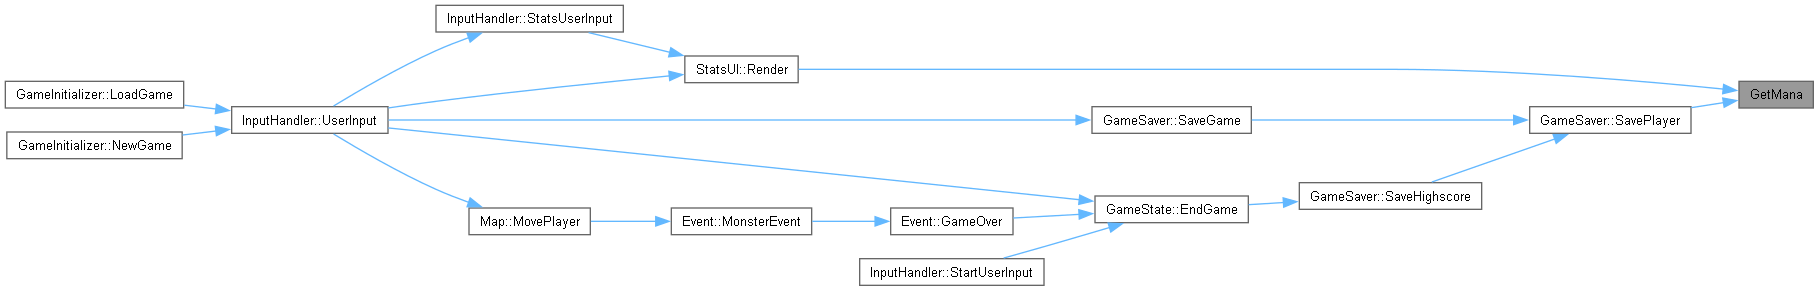 InputHandler::StatsUserInput
StatsUI::Render
GameInitializer::LoadGame
GetMana
InputHandler::UserInput
GameSaver::SaveGame
GameSaver::SavePlayer
GameInitializer::NewGame
GameSaver::SaveHighscore
GameState::EndGame
Map::MovePlayer
Event::MonsterEvent
Event::GameOver
InputHandler::StartUserInput